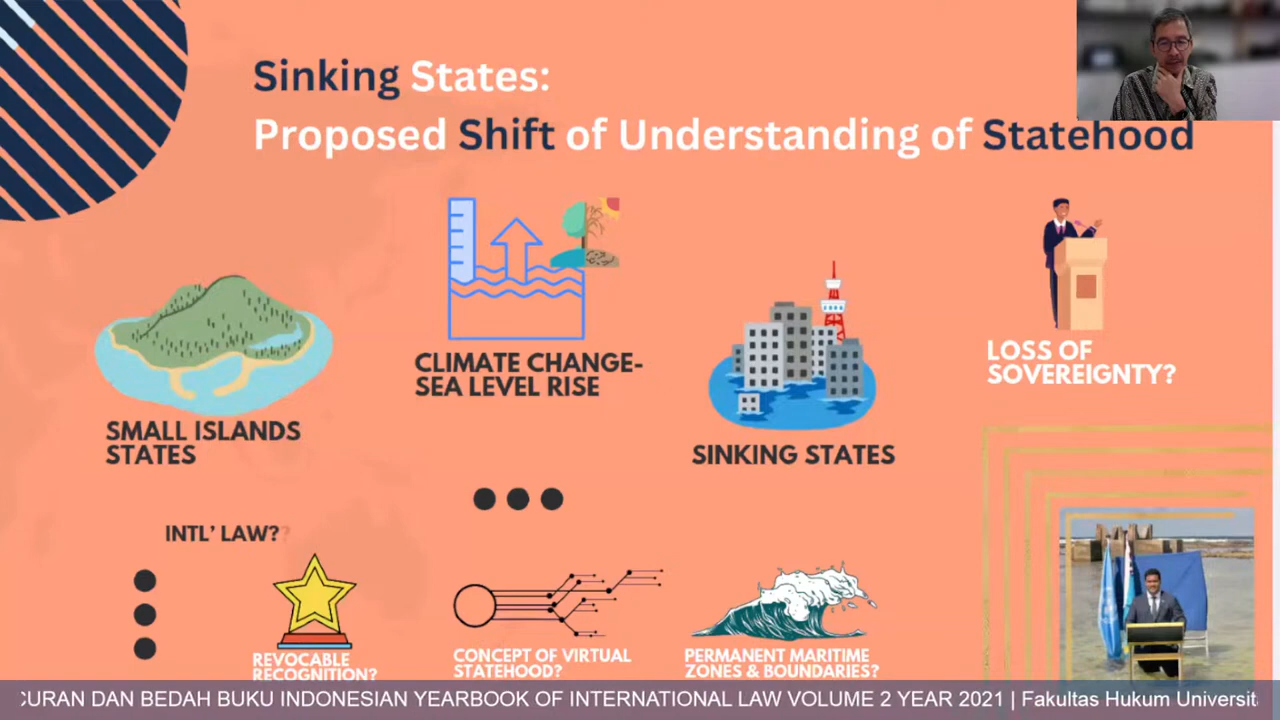 Sinking States:
Proposed Shift of Understanding of Statehood
CLIMATE CHANGE-
SEA LEVEL RISE
LOSS OF
SOVEREIGNTY?
SMALL ISLANDS
STATES
SINKING STATES
INTL’ LAW??
REVOCABLE
RECOGNITION?
CONCEPT OF VIRTUAL
STATEHOOD?
PERMANENT MARITIME
ZONES & BOUNDARIES?
CURAN DAN BEDAH BUKU INDONESIAN YEARBOOK OF INTERNATIONAL LAW VOLUME 2 YEAR 2021 | Fakultas Hukum Universit